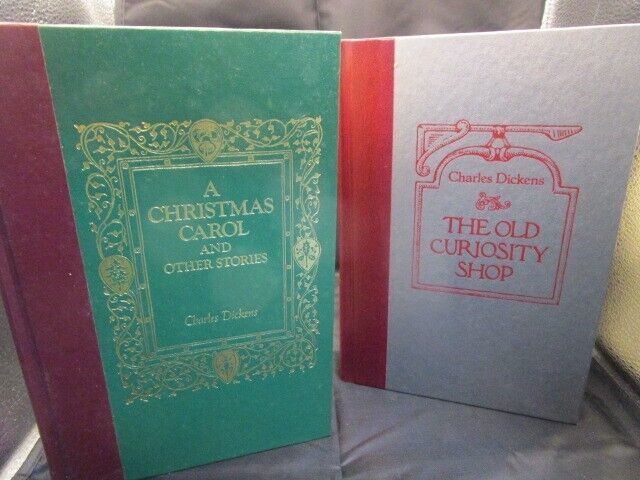 A
CHRISTMAS
CAROL
AND
OTHER STORIES
Charles Dickens
Charles Dickens
THE OLD
CURIOSITY
SHOP